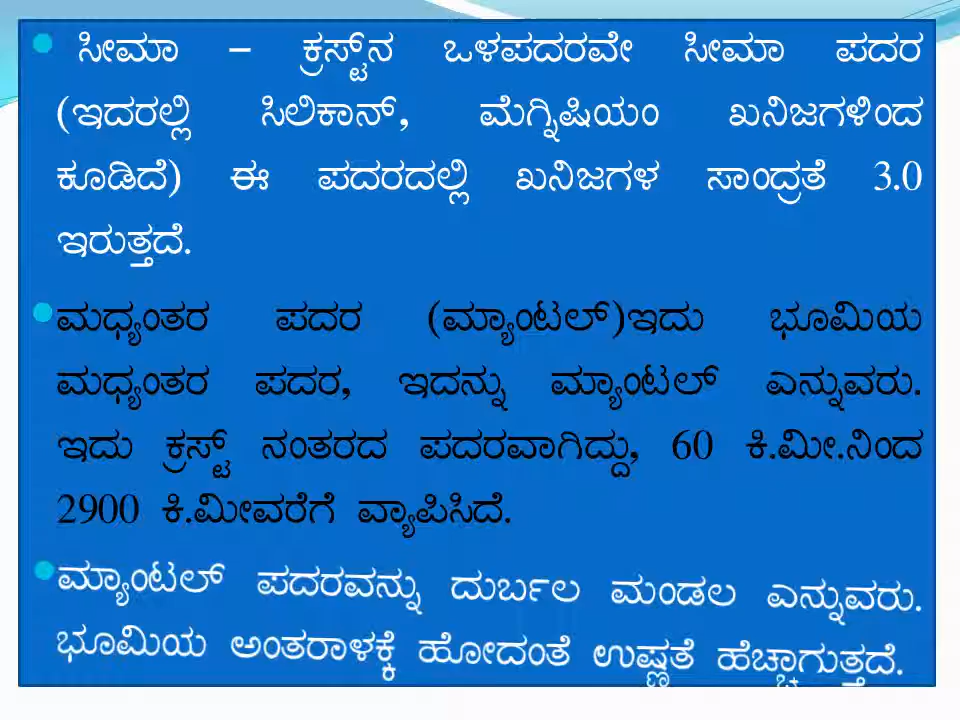 ಸೀಮಾ – ಕ್ರಸ್ಟ್‌ನ ಒಳಪದರವೇ ಸೀಮಾ ಪದರ
(ಇದರಲ್ಲಿ ಸಿಲಿಕಾನ್, ಮೆಗ್ನಿಷಿಯಂ ಖನಿಜಗಳಿಂದ
ಕೂಡಿದೆ) ಈ ಪದರದಲ್ಲಿ ಖನಿಜಗಳ ಸಾಂದ್ರತೆ 3.0
ಇರುತ್ತದೆ.
ಮಧ್ಯಂತರ ಪದರ (ಮ್ಯಾಂಟಲ್)ಇದು ಭೂಮಿಯ
ಮಧ್ಯಂತರ ಪದರ, ಇದನ್ನು ಮ್ಯಾಂಟಲ್ ಎನ್ನುವರು.
ಇದು ಕ್ರಸ್ಟ್ ನಂತರದ ಪದರವಾಗಿದ್ದು, 60 ಕಿ.ಮೀ.ನಿಂದ
2900 ಕಿ.ಮೀವರೆಗೆ ವ್ಯಾಪಿಸಿದೆ.
ಮ್ಯಾಂಟಲ್ ಪದರವನ್ನು ದುರ್ಬಲ ಮಂಡಲ ಎನ್ನುವರು.
ಭೂಮಿಯ ಅಂತರಾಳಕ್ಕೆ ಹೋದಂತೆ ಉಷ್ಣತೆ ಹೆಚ್ಚಾಗುತ್ತದೆ.